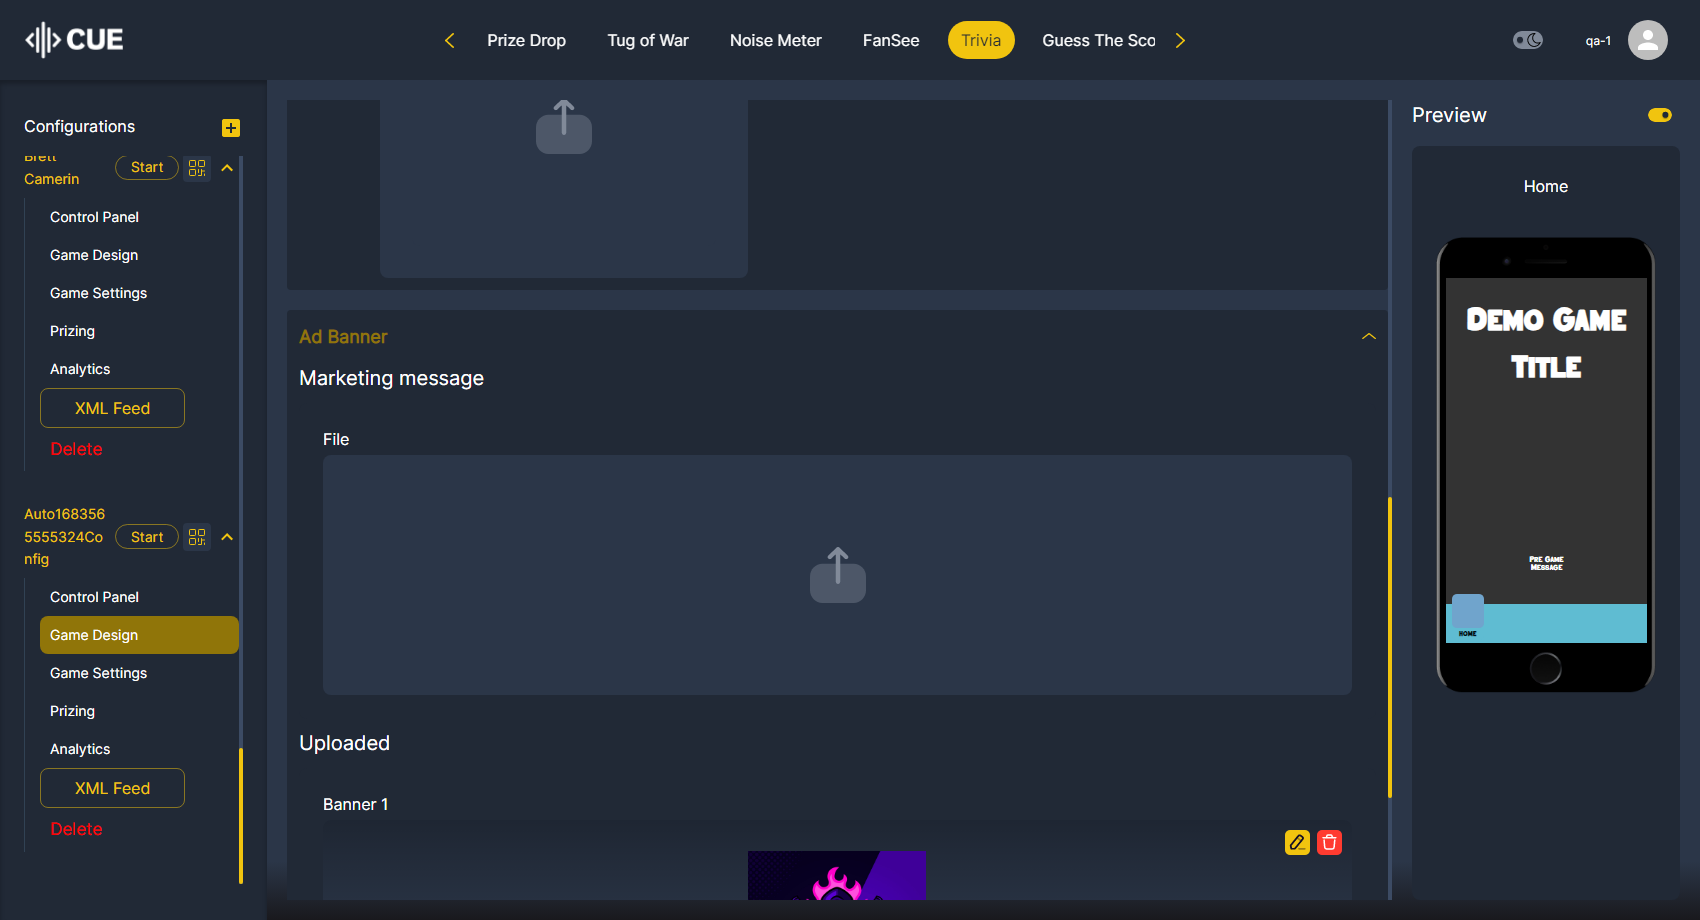 CUE
Prize Drop
Tug of War
Noise Meter
FanSee
Trivia
Guess The Sco
qa-1
Configurations
Brett
Camerin
Start
Control Panel
Game Design
Game Settings
Prizing
Analytics
XML Feed
Delete
Auto168356
5555324Co
nfig
Start
Control Panel
Game Design
Game Settings
Prizing
Analytics
XML Feed
Delete
Ad Banner
Marketing message
File
Uploaded
Banner 1
Preview
Home
Demo Game
Title
Pre Game
Message
HOME